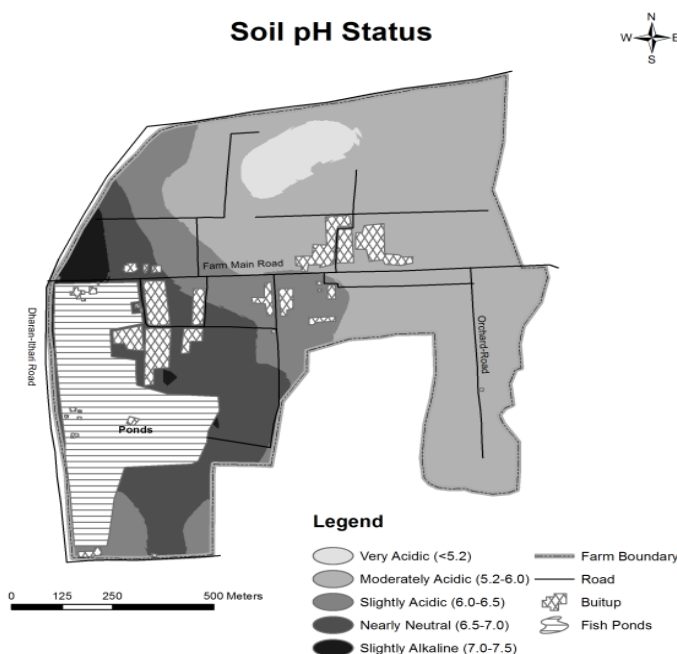 Soil pH Status
N
W E
S
Farm Main Road
Dharan-Ithari Road
Orchard-Road
Ponds
Legend
Very Acidic (<5.2)
Moderately Acidic (5.2-6.0)
Slightly Acidic (6.0-6.5)
Nearly Neutral (6.5-7.0)
Slightly Alkaline (7.0-7.5)
Farm Boundary
Road
Buitup
Fish Ponds
0 125 250 500 Meters